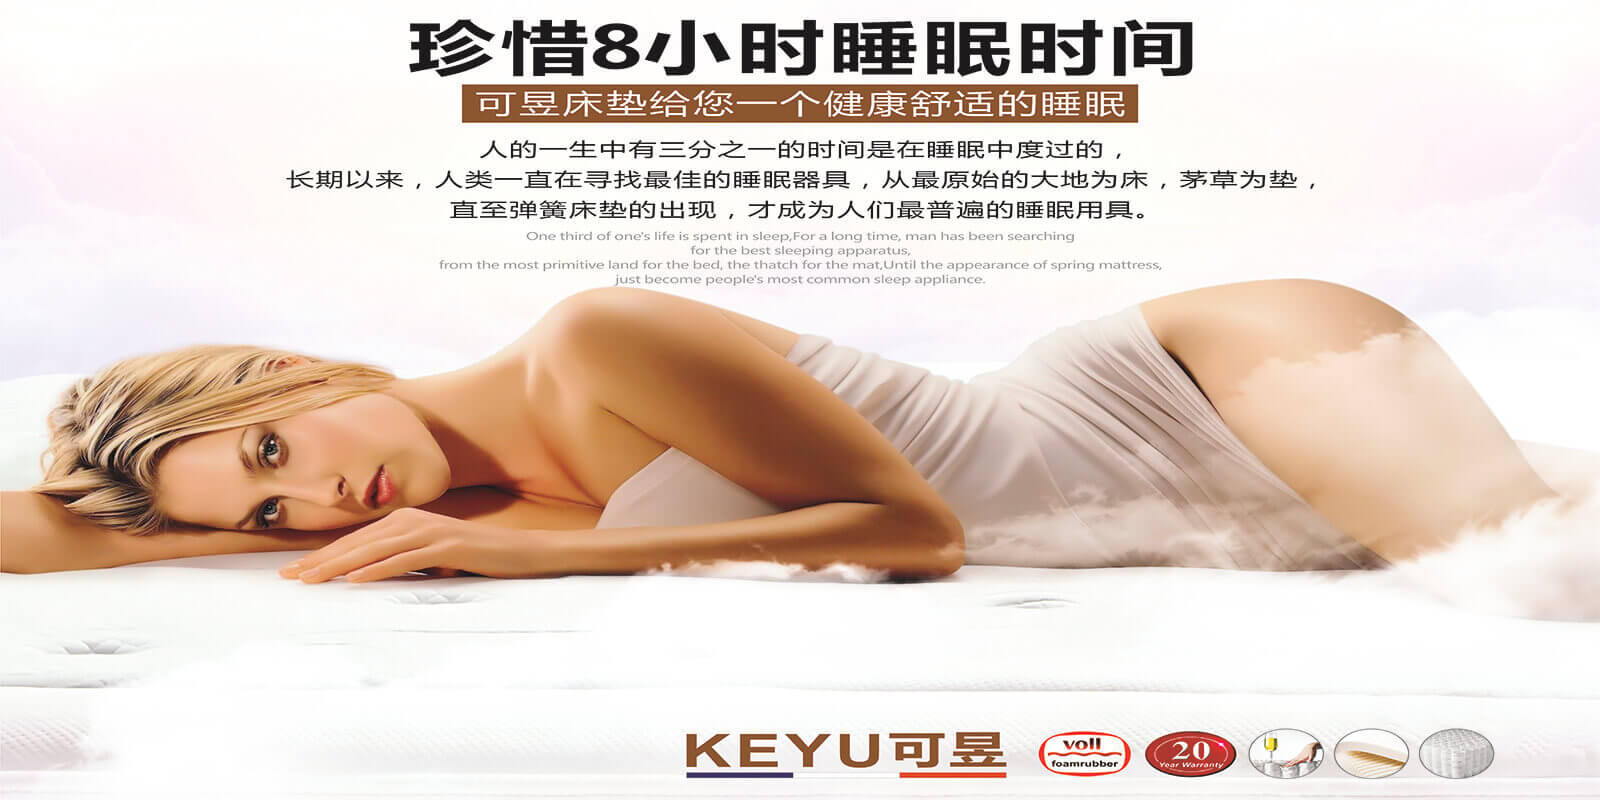 珍惜8小时睡眠时间
可昱床垫给您一个健康舒适的睡眠
人的一生中有三分之一的时间是在睡眠中度过的，
长期以来，人类一直在寻找最佳的睡眠器具，从最原始的大地为床，茅草为垫，
直至弹簧床垫的出现，才成为人们最普遍的睡眠用具。
One third of one's life is spent in sleep,For a long time, man has been searching
for the best sleeping apparatus,
from the most primitive land for the bed, the thatch for the mat,Until the appearance of spring mattress,
just become people's most common sleep appliance.
KEYU可昱
voll
foamrubber
20
Year Warranty